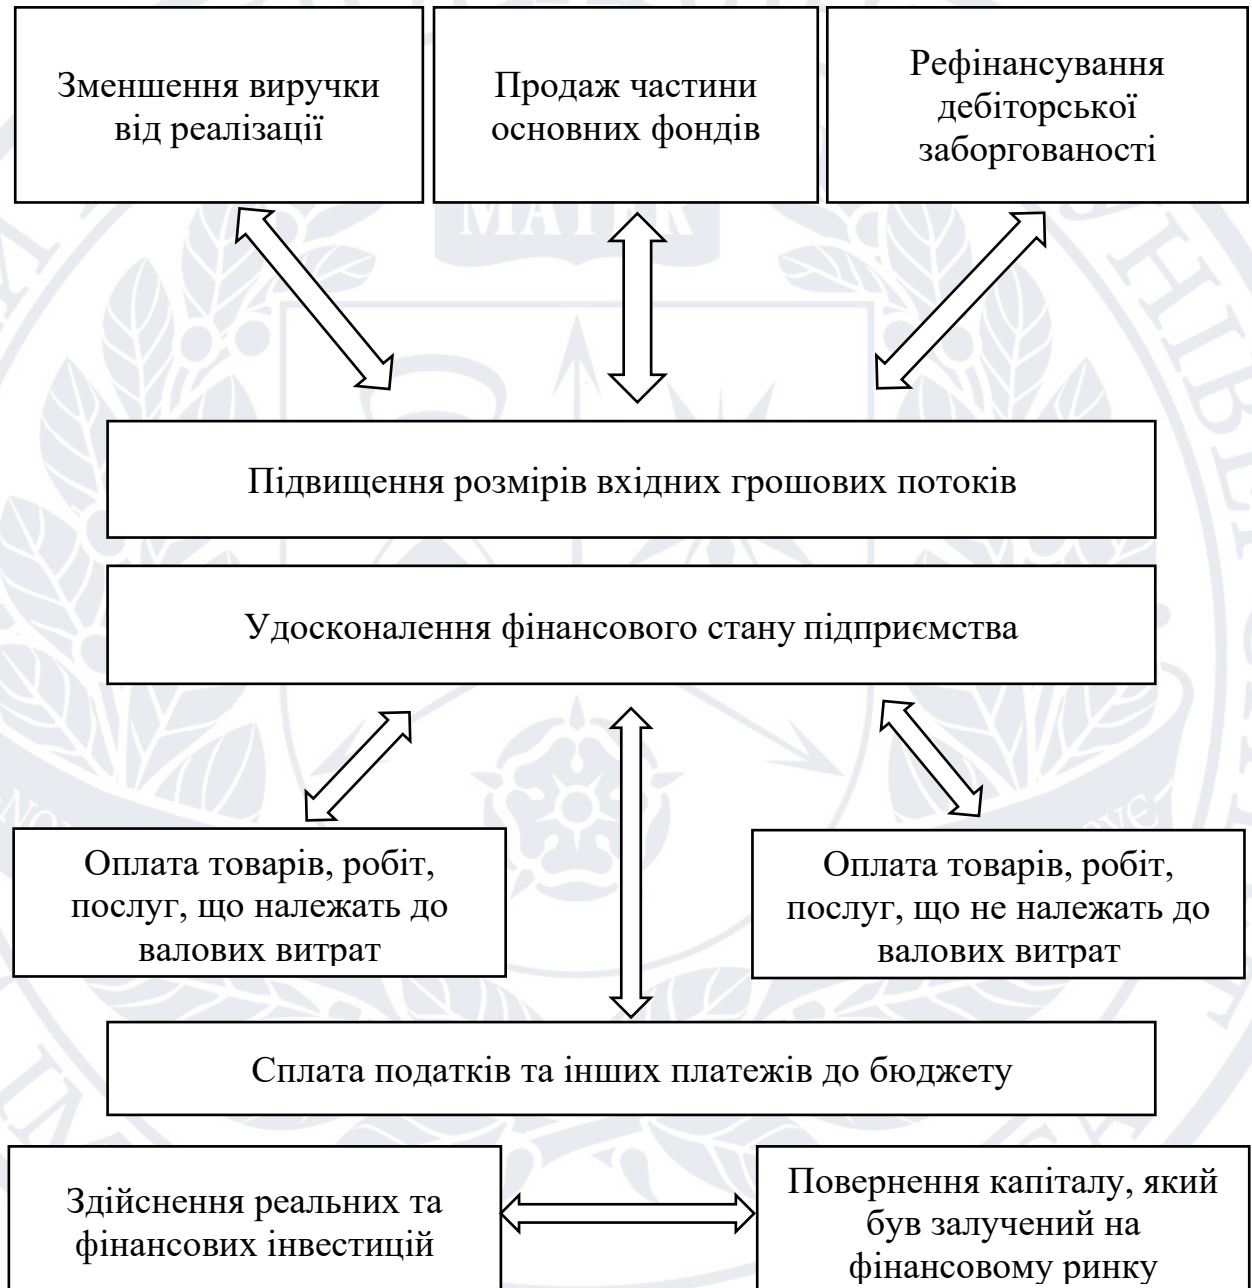 Зменшення виручки
від реалізації
Продаж частини
основних фондів
Рефінансування
дебіторської
заборгованості
МАТІК
Підвищення розмірів вхідних грошових потоків
Удосконалення фінансового стану підприємства
Оплата товарів, робіт,
послуг, що належать до
валових витрат
Оплата товарів, робіт,
послуг, що не належать до
валових витрат
Сплата податків та інших платежів до бюджету
Здійснення реальних та
фінансових інвестицій
Повернення капіталу, який
був залучений на
фінансовому ринку